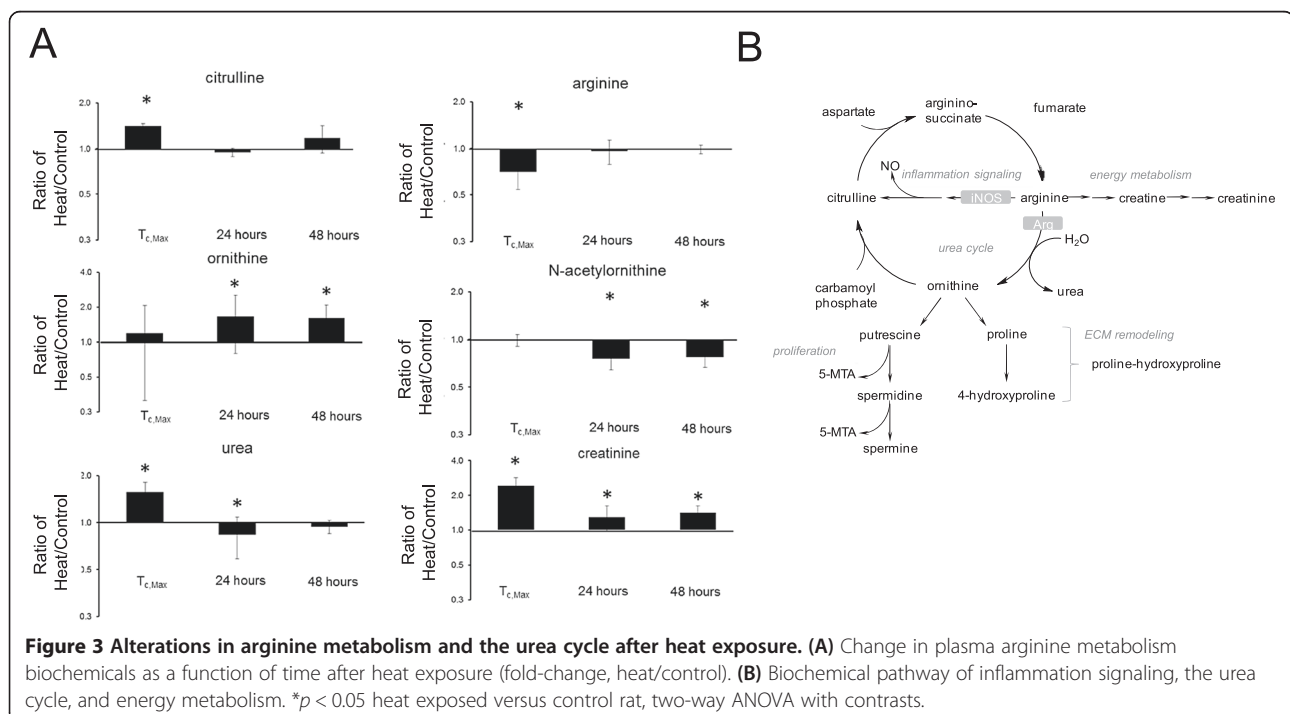 A
citrulline
*
2.0
1.0
0.5
0.3
Ratio of
Heat/Control
Tc,Max
24 hours
48 hours
arginine
*
2.0
1.0
0.5
0.3
Ratio of
Heat/Control
Tc,Max
24 hours
48 hours
ornithine
* *
4.0
2.0
1.0
0.5
0.3
Ratio of
Heat/Control
Tc,Max
24 hours
48 hours
N-acetylornithine
* *
2.0
1.0
0.5
0.3
Ratio of
Heat/Control
Tc,Max
24 hours
48 hours
urea
* *
2.0
1.0
0.5
0.3
Ratio of
Heat/Control
Tc,Max
24 hours
48 hours
creatinine
* * *
4.0
2.0
1.0
0.5
0.3
Ratio of
Heat/Control
Tc,Max
24 hours
48 hours
B
aspartate
arginino-
succinate
fumarate
NO
inflammation signaling
energy metabolism
citrulline
iNOS
arginine
creatine
creatinine
Arg
H2O
urea cycle
carbamoyl
phosphate
ornithine
urea
putrescine
proline
ECM remodeling
proliferation
proline-hydroxyproline
5-MTA
spermidine
4-hydroxyproline
5-MTA
spermine
Figure 3 Alterations in arginine metabolism and the urea cycle after heat exposure. (A) Change in plasma arginine metabolism
biochemicals as a function of time after heat exposure (fold-change, heat/control). (B) Biochemical pathway of inflammation signaling, the urea
cycle, and energy metabolism. *p < 0.05 heat exposed versus control rat, two-way ANOVA with contrasts.